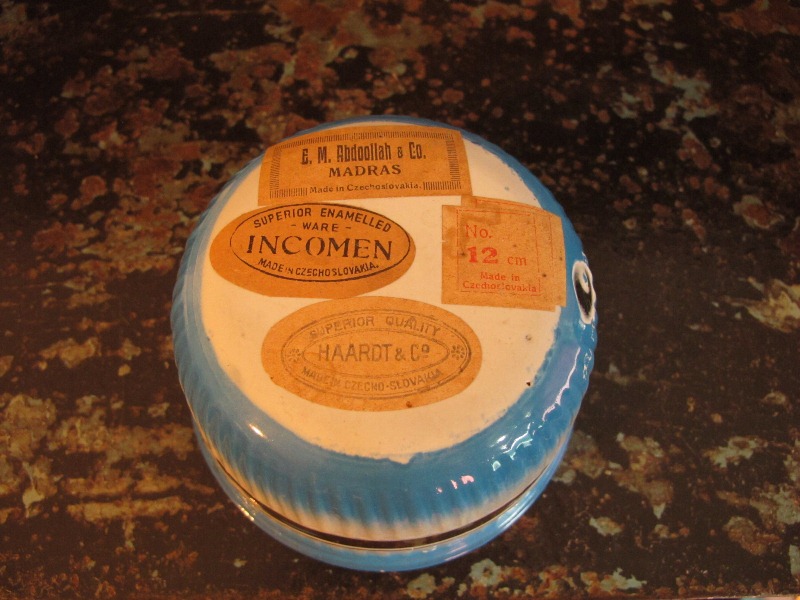 E. M. Abdoollah & Co.
MADRAS
Made in Czechoslovakia.
SUPERIOR ENAMELLED
- WARE -
INCOMEN
MADE IN CZECHOSLOVAKIA.
No.
12 cm
Made in
Czechoslovakia
SUPERIOR QUALITY
HAARDT & Co
MADE IN CZECHO-SLOVAKIA